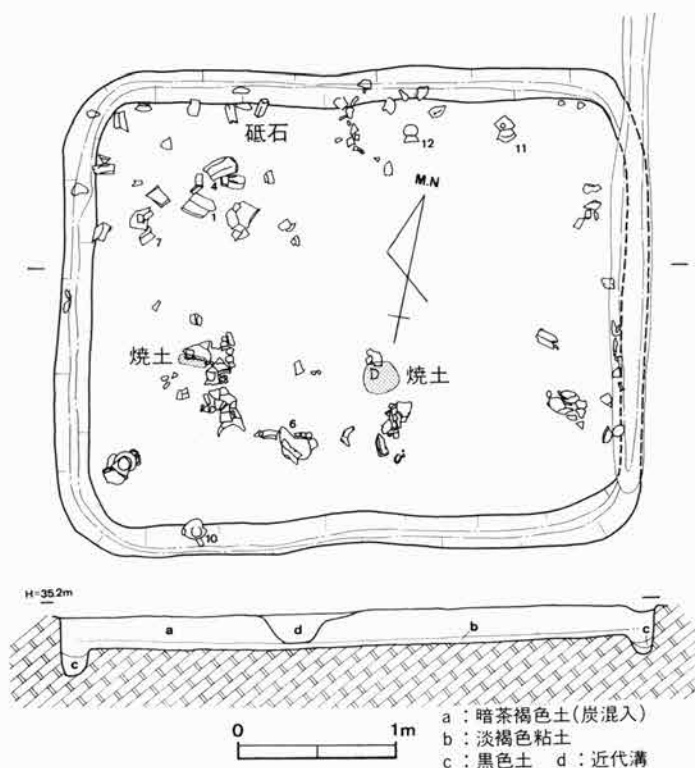 砥石
12
11
4
M.N
1
7
焼土
D
焼土
6
10
H=35.2m
a
d
b
c
c
0
1m
a：暗茶褐色土(炭混入)
b：淡褐色粘土
c：黒色土 d：近代溝